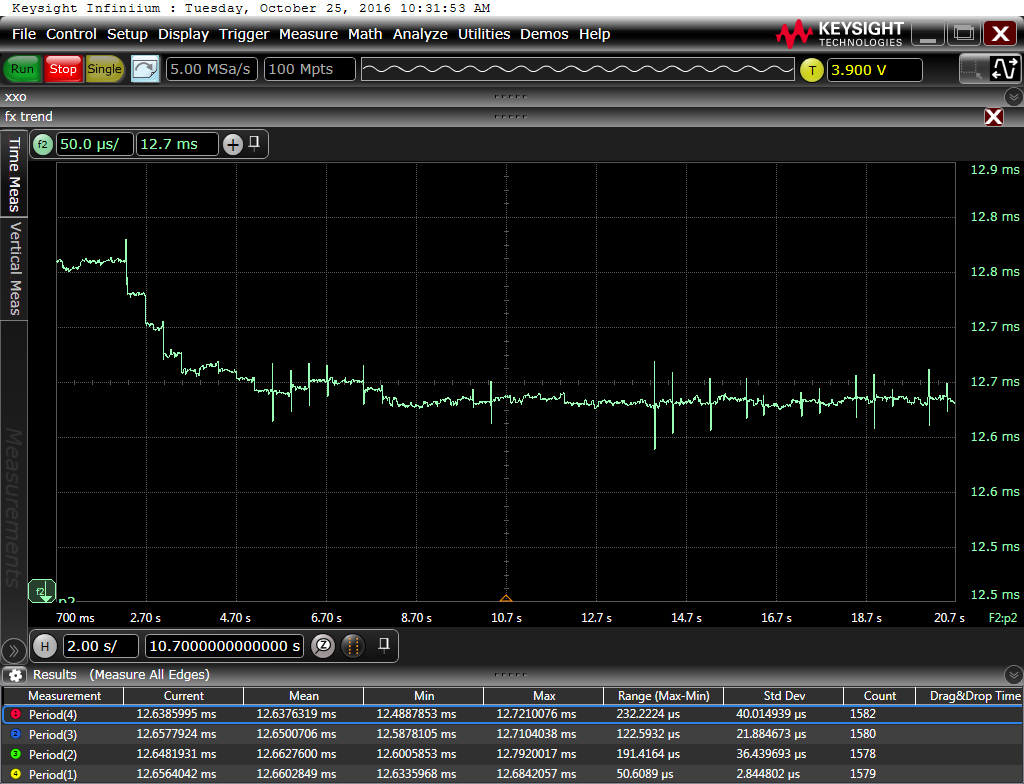 Keysight Infiniium : Tuesday, October 25, 2016 10:31:53 AM
File Control Setup Display Trigger Measure Math Analyze Utilities Demos Help
KEYSIGHT
TECHNOLOGIES
Run Stop Single 5.00 MSa/s 100 Mpts T 3.900 V
xxo
fx trend
Time Meas
Vertical Meas
Measurements
f2 50.0 µs/ 12.7 ms
12.9 ms
12.8 ms
12.8 ms
12.7 ms
12.7 ms
12.6 ms
12.6 ms
12.5 ms
12.5 ms
f2
700 ms 2.70 s 4.70 s 6.70 s 8.70 s 10.7 s 12.7 s 14.7 s 16.7 s 18.7 s 20.7 s F2:p2
H 2.00 s/ 10.7000000000000 s Z
Results (Measure All Edges)
Measurement Current Mean Min Max Range (Max-Min) Std Dev Count Drag&Drop Time
1 Period(4) 12.6385995 ms 12.6376319 ms 12.4887853 ms 12.7210076 ms 232.2224 µs 40.014939 µs 1582
2 Period(3) 12.6577924 ms 12.6500706 ms 12.5878105 ms 12.7104038 ms 122.5932 µs 21.884673 µs 1580
3 Period(2) 12.6481931 ms 12.6627600 ms 12.6005853 ms 12.7920017 ms 191.4164 µs 36.439693 µs 1578
4 Period(1) 12.6564042 ms 12.6602849 ms 12.6335968 ms 12.6842057 ms 50.6089 µs 2.844802 µs 1579